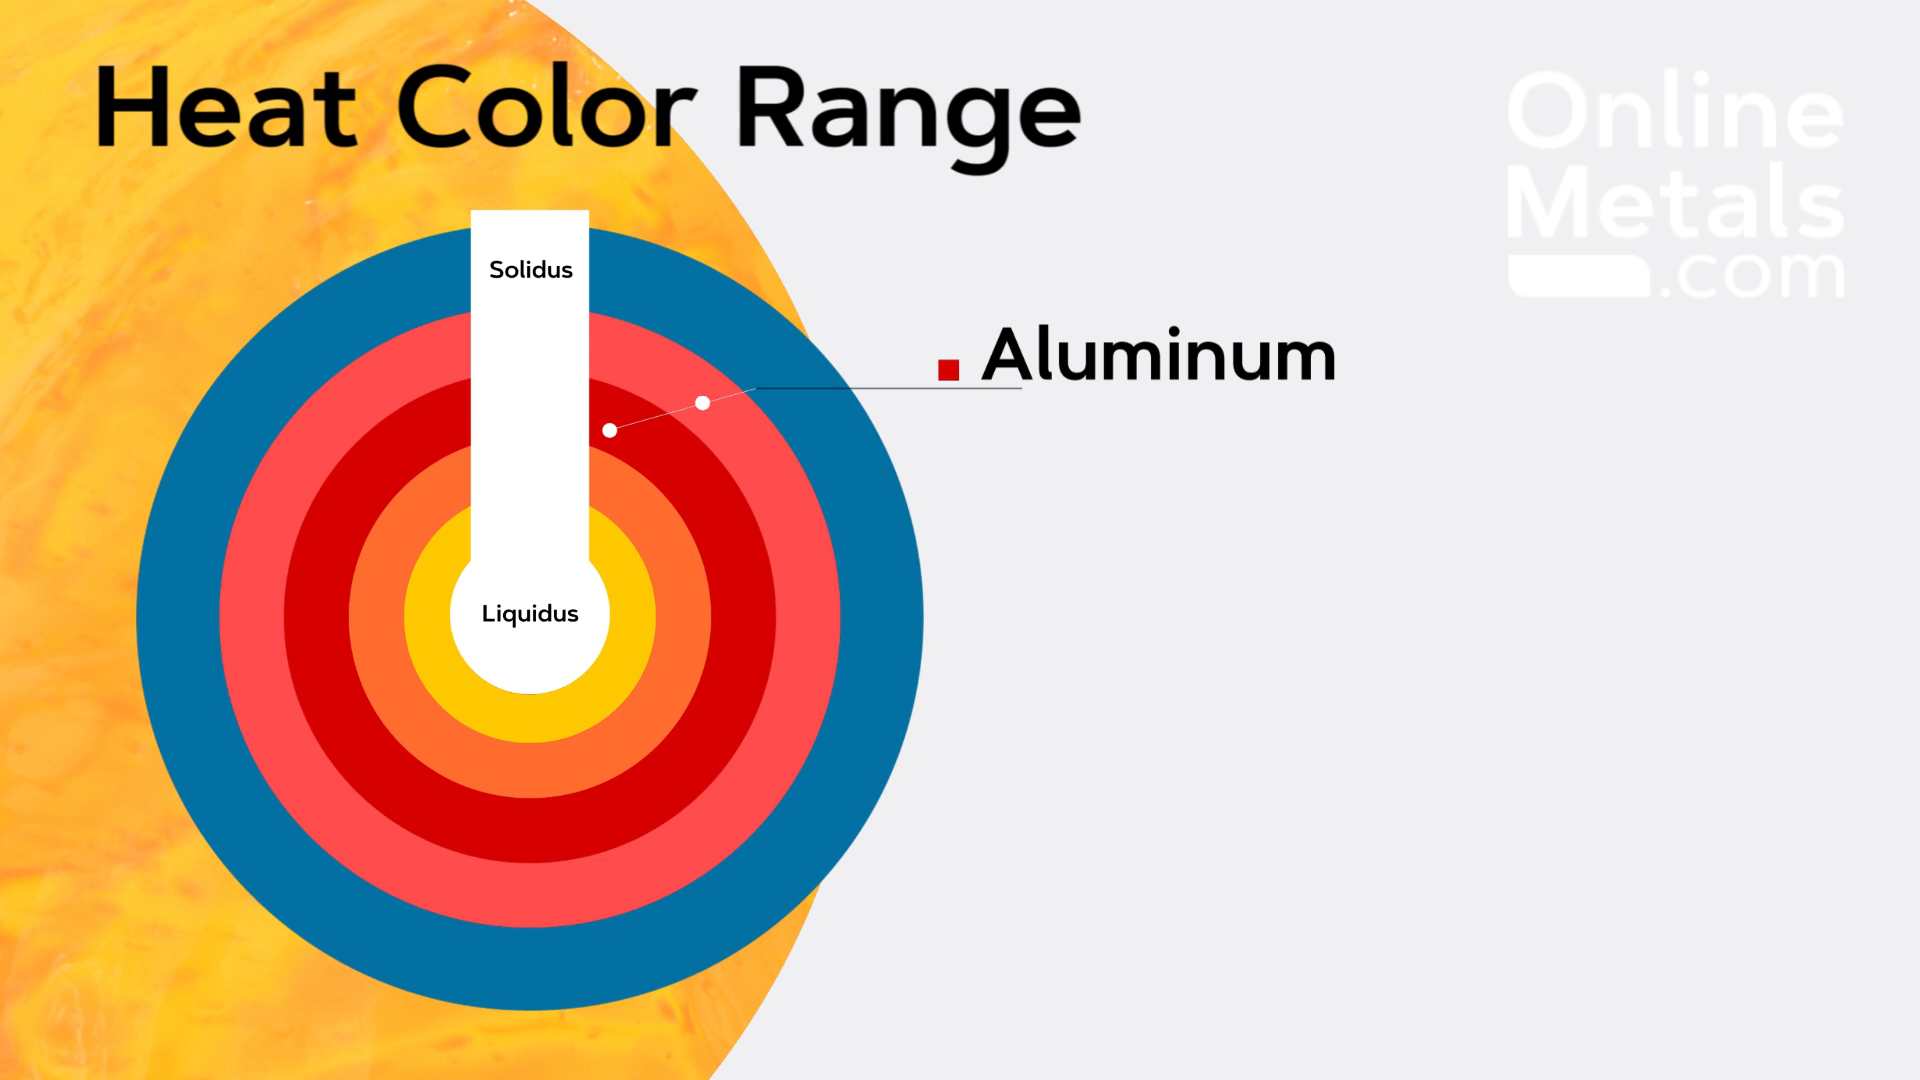 Heat Color Range
Online
Metals
.com
Solidus
Aluminum
Liquidus